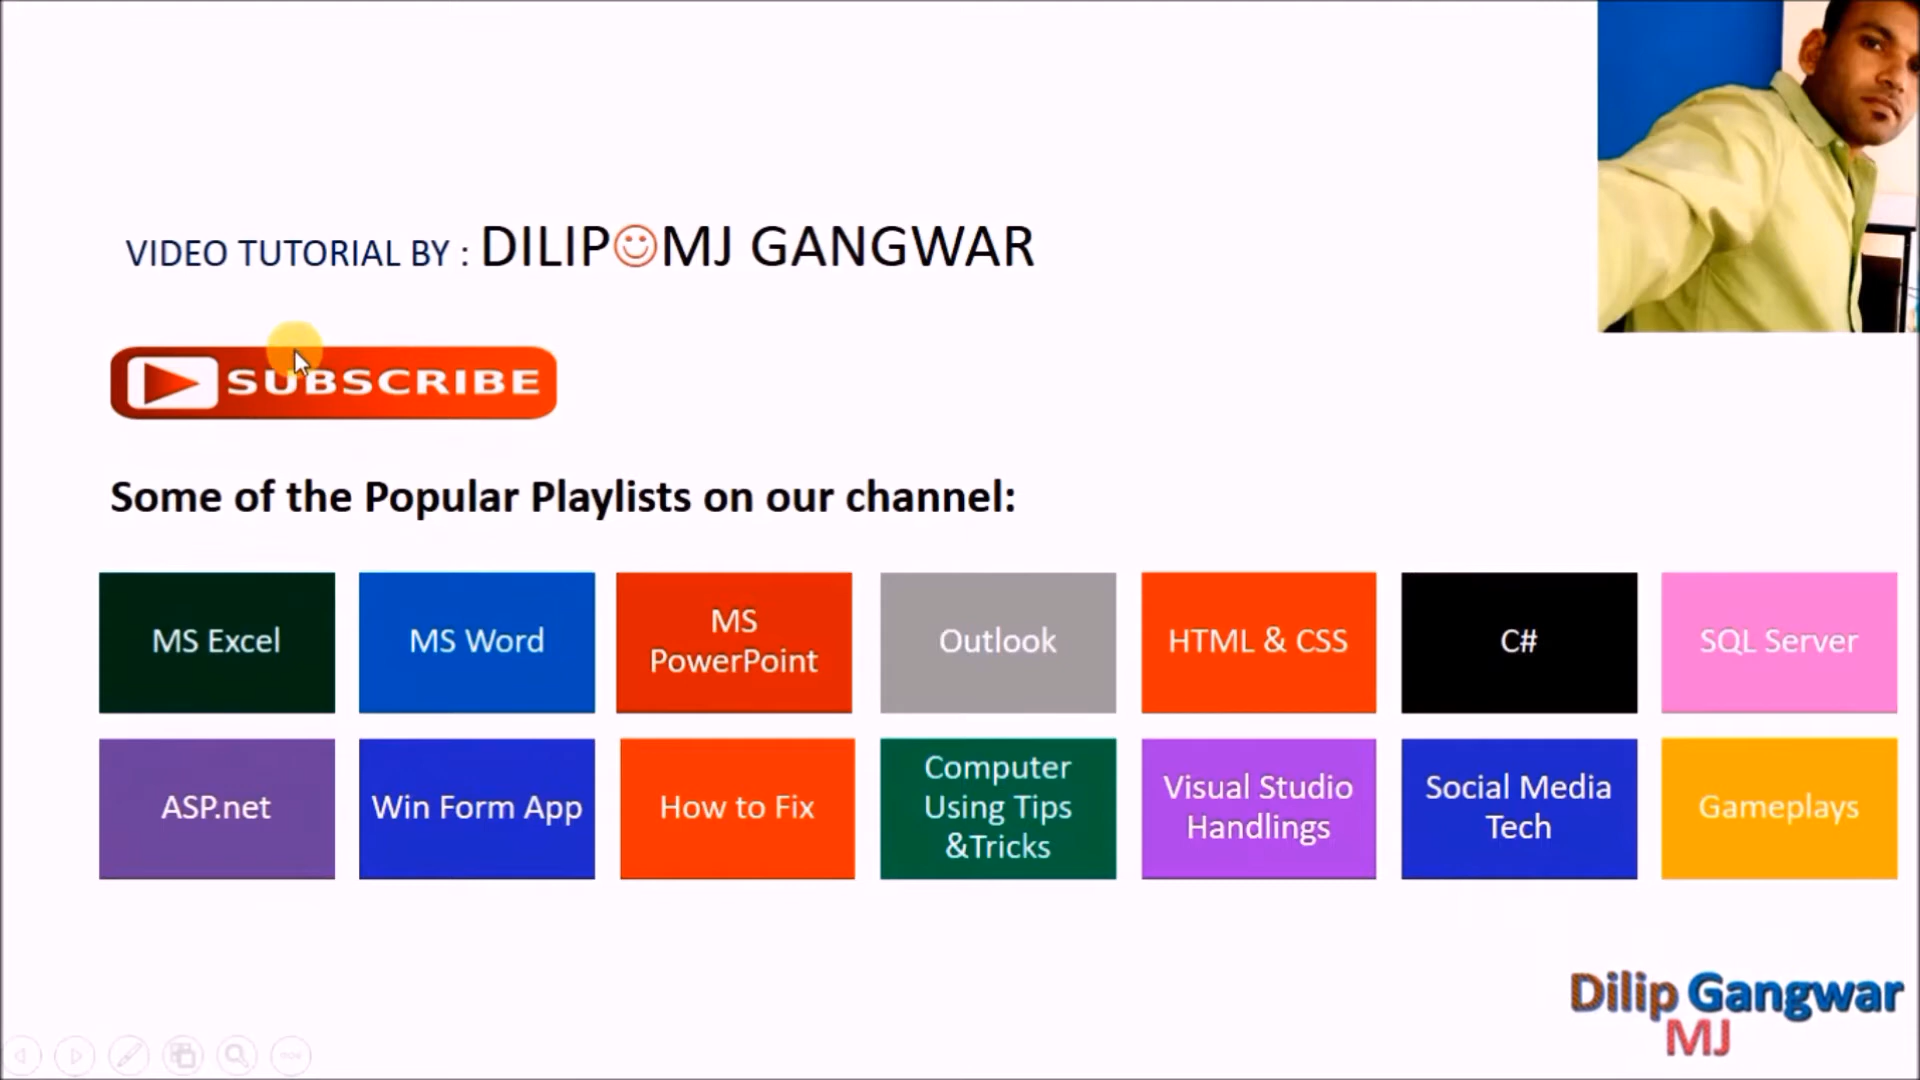 VIDEO TUTORIAL BY : DILIP☺MJ GANGWAR
SUBSCRIBE
Some of the Popular Playlists on our channel:
MS Excel
MS Word
MS
PowerPoint
Outlook
HTML & CSS
C#
SQL Server
ASP.net
Win Form App
How to Fix
Computer
Using Tips
&Tricks
Visual Studio
Handlings
Social Media
Tech
Gameplays
Dilip Gangwar
MJ